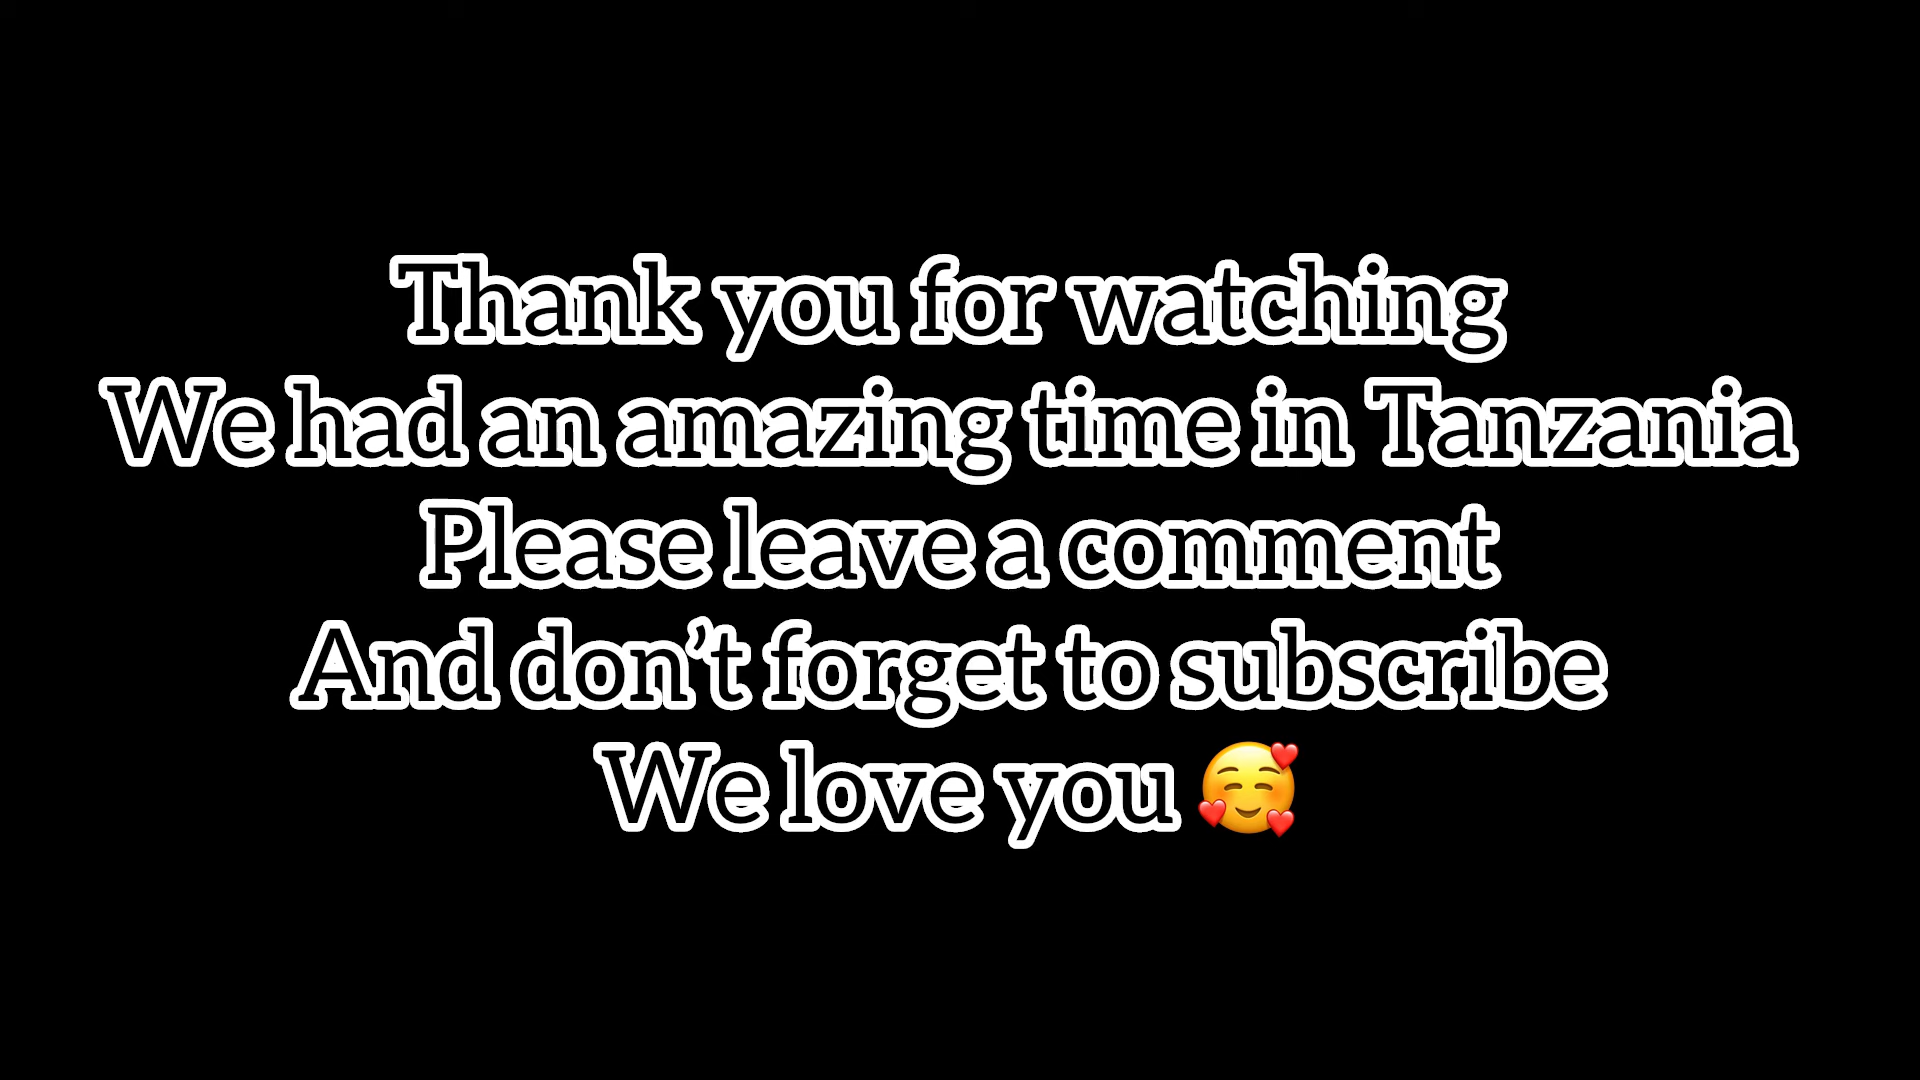 Thank you for watching
We had an amazing time in Tanzania
Please leave a comment
And don’t forget to subscribe
We love you 🥰